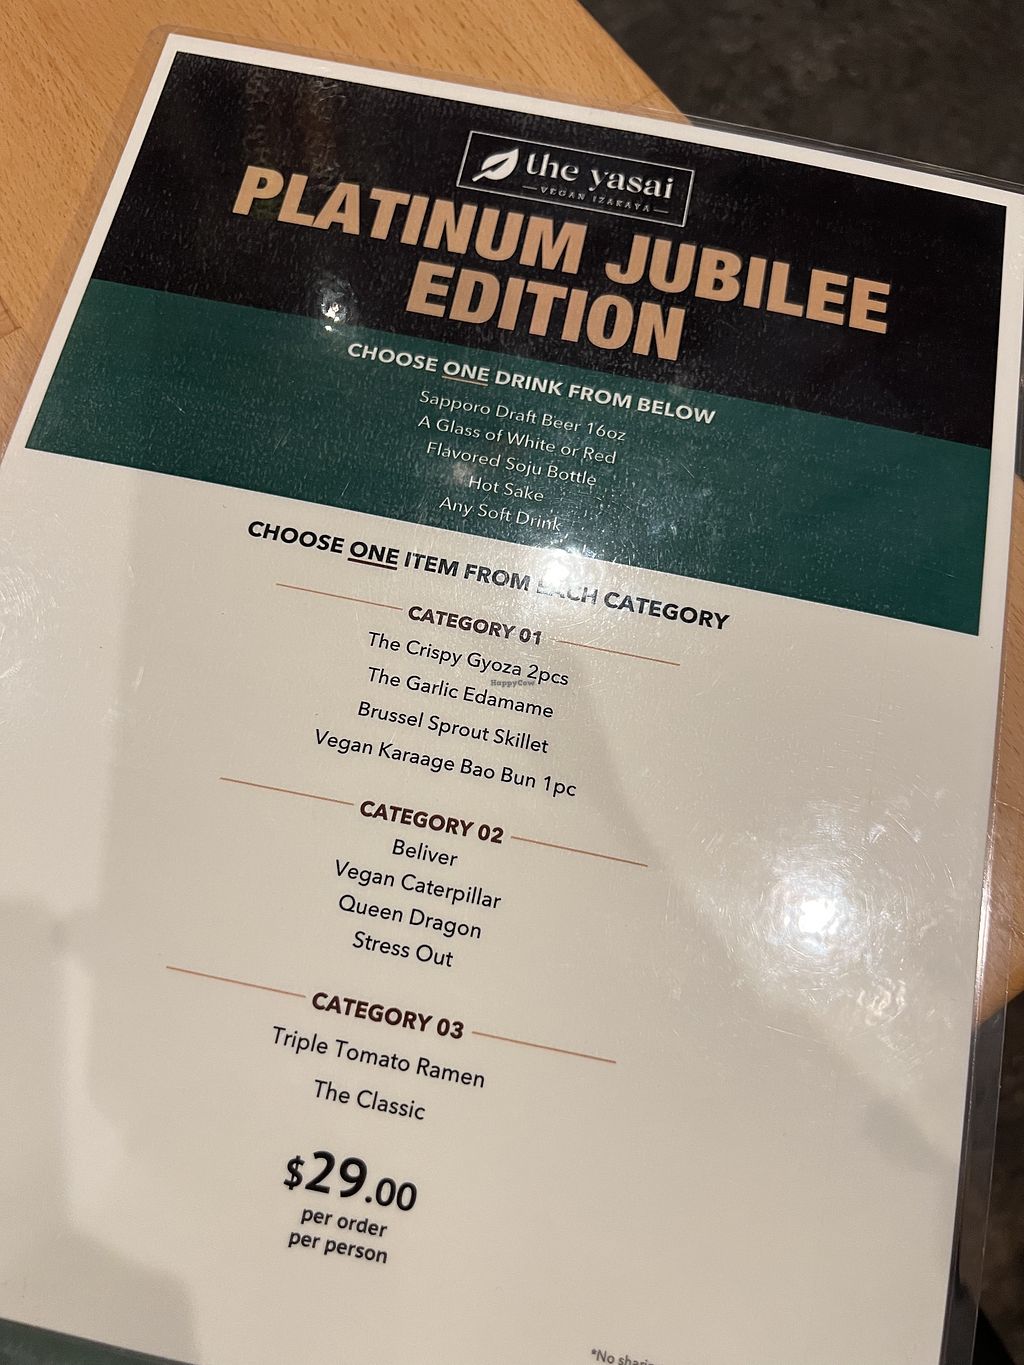 the yasai
VEGAN IZAKAYA
PLATINUM JUBILEE
EDITION
CHOOSE ONE DRINK FROM BELOW
Sapporo Draft Beer 16oz
A Glass of White or Red
Flavored Soju Bottle
Hot Sake
Any Soft Drink
CHOOSE ONE ITEM FROM EACH CATEGORY
CATEGORY 01
The Crispy Gyoza 2pcs
HappyCow
The Garlic Edamame
Brussel Sprout Skillet
Vegan Karaage Bao Bun 1pc
CATEGORY 02
Beliver
Vegan Caterpillar
Queen Dragon
Stress Out
CATEGORY 03
Triple Tomato Ramen
The Classic
$29.00
per order
per person
*No